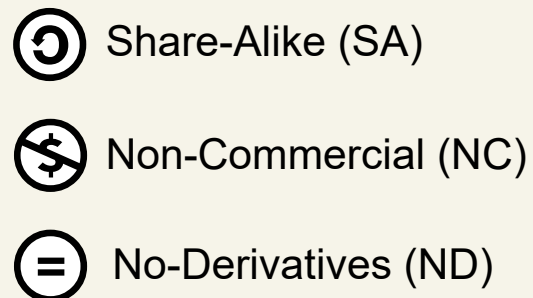 Share-Alike (SA)
$ Non-Commercial (NC)
= No-Derivatives (ND)